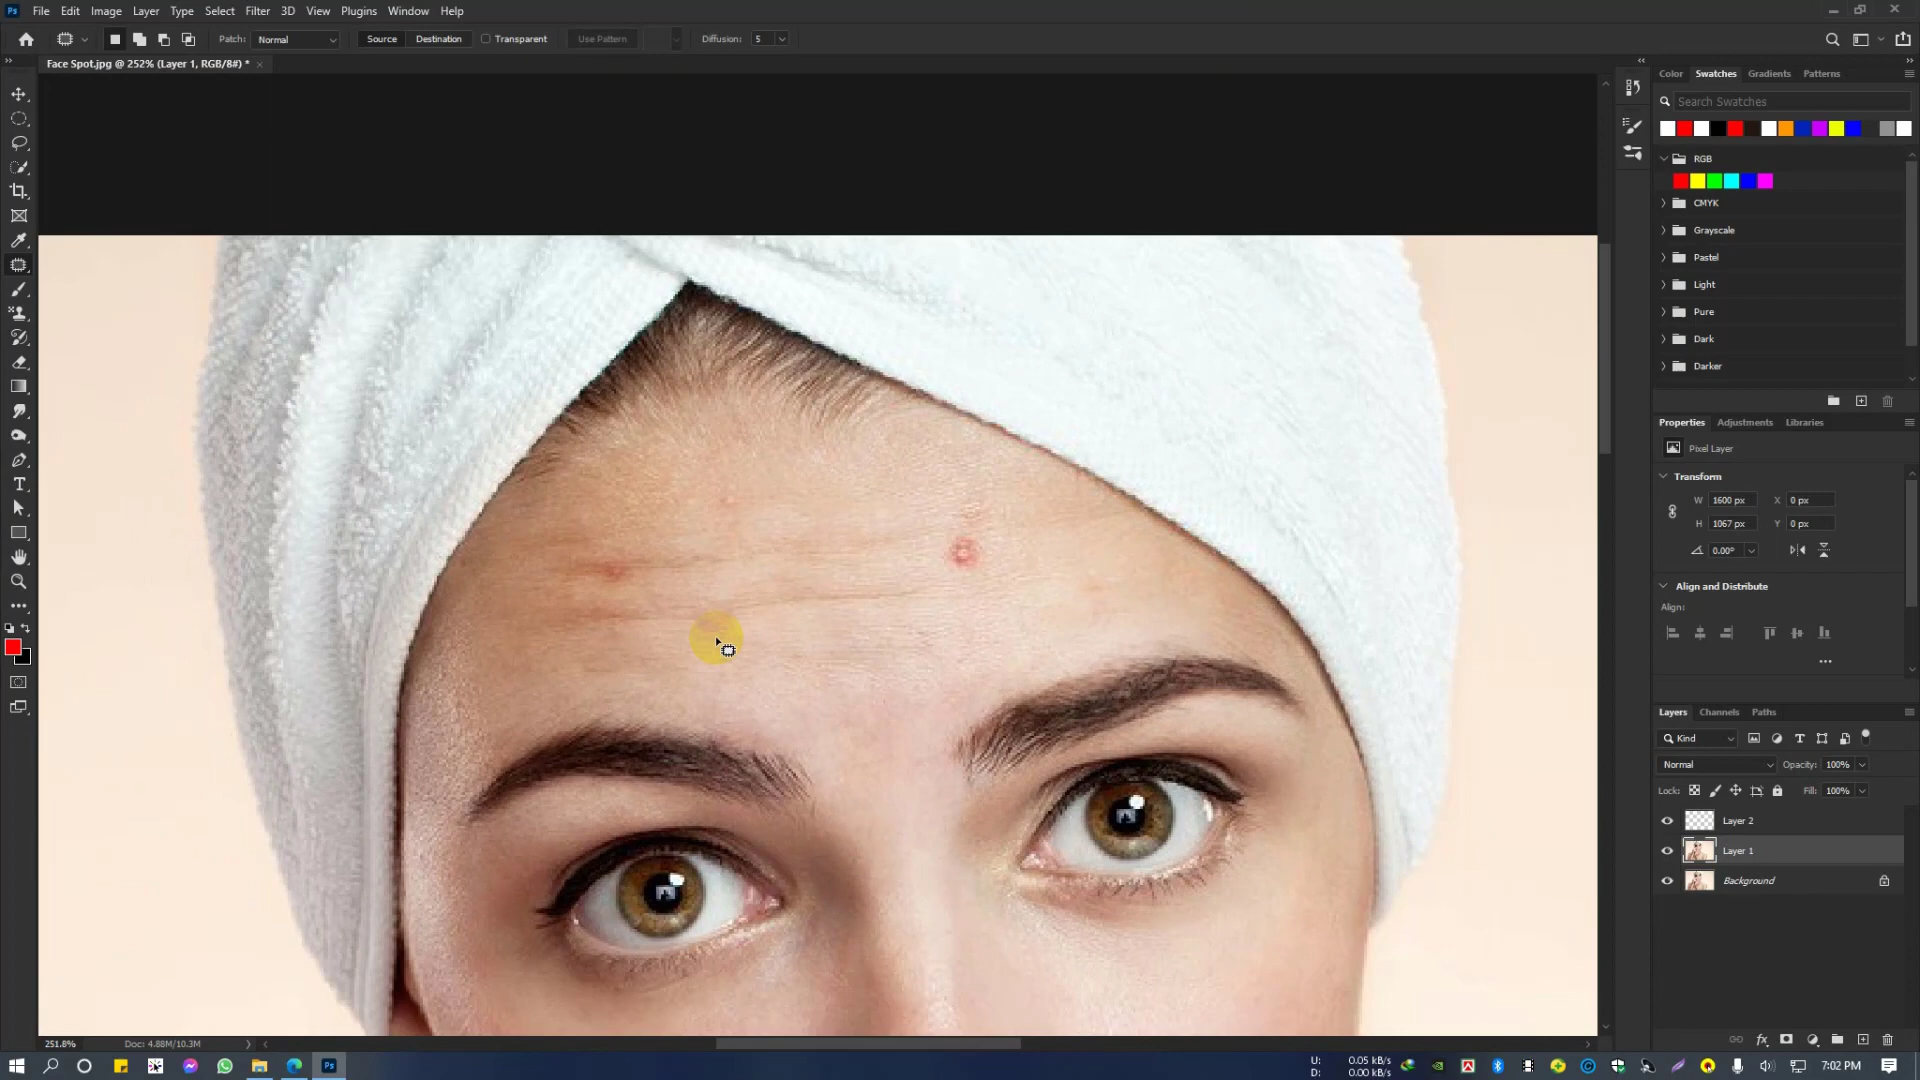 Ps File Edit Image Layer Type Select Filter 3D View Plugins Window Help
Patch: Normal Source Destination Transparent Use Pattern Diffusion: 5
Face Spot.jpg @ 252% (Layer 1, RGB/8#) *
Color Swatches Gradients Patterns
Search Swatches
RGB
CMYK
Grayscale
Pastel
Light
Pure
Dark
Darker
Properties Adjustments Libraries
Pixel Layer
Transform
W 1600 px X 0 px
H 1067 px Y 0 px
0.00°
Align and Distribute
Align:
Layers Channels Paths
Kind
Normal Opacity: 100%
Lock: Fill: 100%
Layer 2
Layer 1
Background
251.8% Doc: 4.88M/10.3M
U: 0.05 kB/s
D: 0.00 kB/s
Ps
7:02 PM